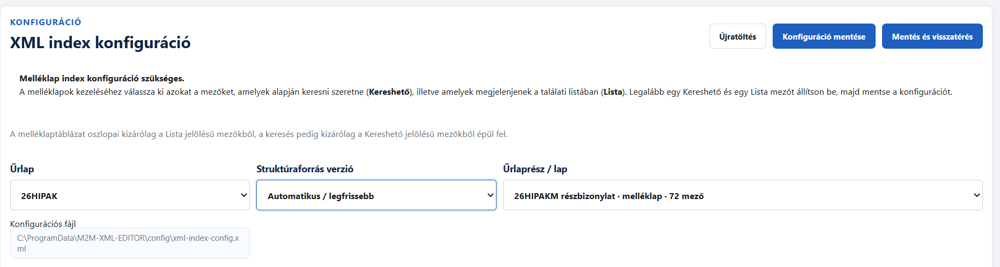 KONFIGURÁCIÓ
XML index konfiguráció
Újratöltés
Konfiguráció mentése
Mentés és visszatérés
Melléklap index konfiguráció szükséges.
A melléklapok kezeléséhez válassza ki azokat a mezőket, amelyek alapján keresni szeretne (Kereshető), illetve amelyek megjelenjenek a találati listában (Lista). Legalább egy Kereshető és egy Lista mezőt állítson be, majd mentse a konfigurációt.
A melléklaptáblázat oszlopai kizárólag a Lista jelölésű mezőkből, a keresés pedig kizárólag a Kereshető jelölésű mezőkből épül fel.
Űrlap
Struktúraforrás verzió
Űrlaprész / lap
26HIPAK
Automatikus / legfrissebb
26HIPAKM részbizonylat · melléklap · 72 mező
Konfigurációs fájl
C:\ProgramData\M2M-XML-EDITOR\config\xml-index-config.x
ml